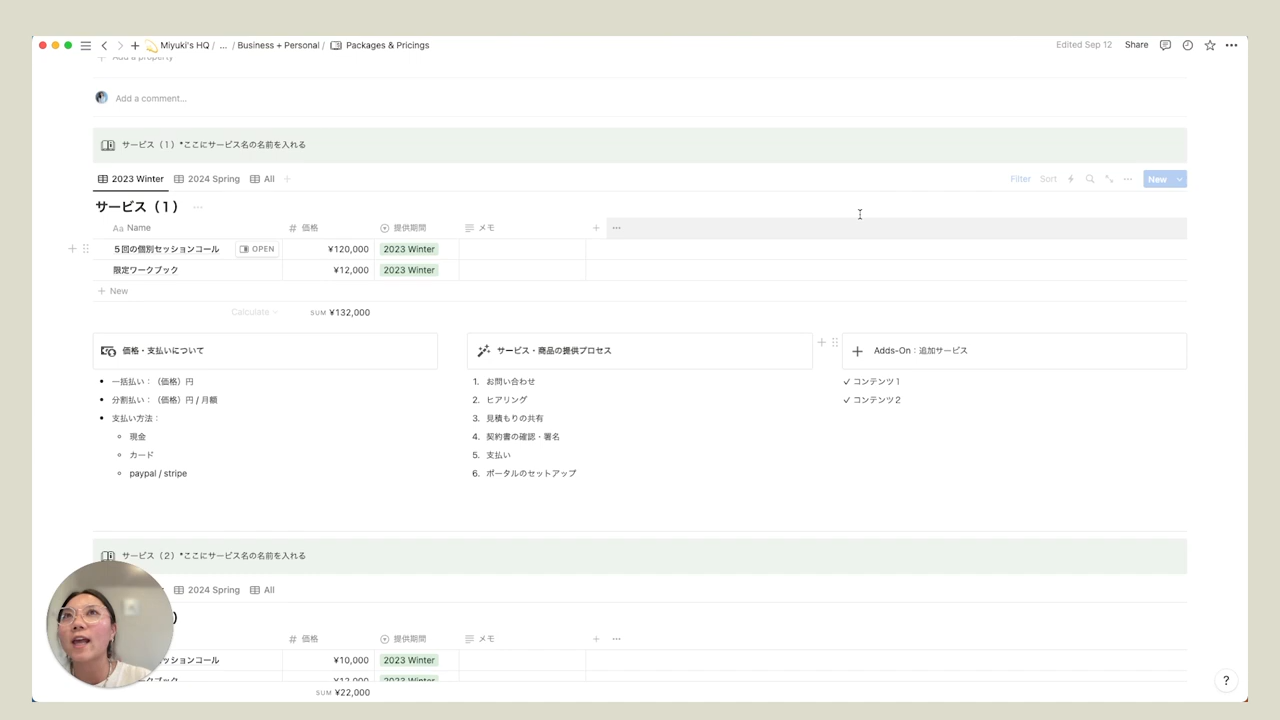 Miyuki's HQ / ... / Business + Personal / Packages & Pricings
Edited Sep 12 Share
Add a property
Add a comment...
サービス（1）*ここにサービス名の名前を入れる
2023 Winter 2024 Spring All
Filter Sort New
サービス（1）
Aa Name # 価格 提供期間 メモ
５回の個別セッションコール OPEN ¥120,000 2023 Winter
限定ワークブック ¥12,000 2023 Winter
New
Calculate SUM ¥132,000
価格・支払いについて
一括払い：（価格）円
分割払い：（価格）円 / 月額
支払い方法：
現金
カード
paypal / stripe
サービス・商品の提供プロセス
1. お問い合わせ
2. ヒアリング
3. 見積もりの共有
4. 契約書の確認・署名
5. 支払い
6. ポータルのセットアップ
Adds-On：追加サービス
✓ コンテンツ１
✓ コンテンツ２
サービス（2）*ここにサービス名の名前を入れる
2024 Spring All
# 価格 提供期間 メモ
ッションコール ¥10,000 2023 Winter
ークブック ¥12,000 2023 Winter
SUM ¥22,000
?